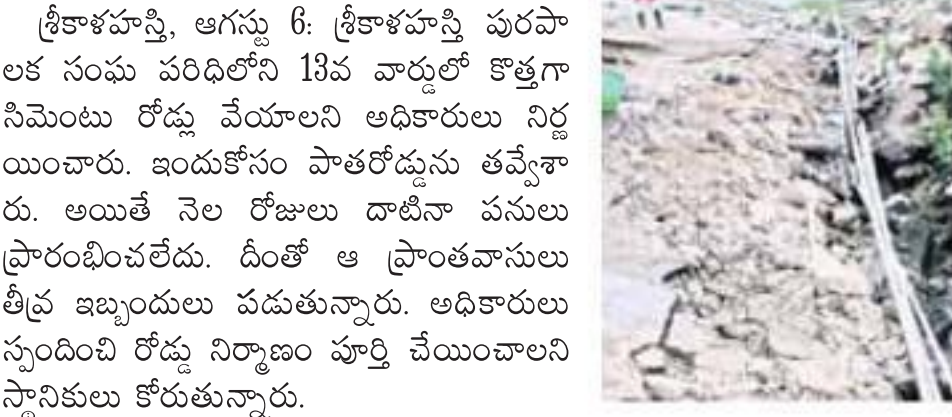 శ్రీకాళహస్తి, ఆగస్టు 6: శ్రీకాళహస్తి పురపా
లక సంఘ పరిధిలోని 13వ వార్డులో కొత్తగా
సిమెంటు రోడ్లు వేయాలని అధికారులు నిర్ణ
యించారు. ఇందుకోసం పాతరోడ్డును తవ్వేశా
రు. అయితే నెల రోజులు దాటినా పనులు
ప్రారంభించలేదు. దీంతో ఆ ప్రాంతవాసులు
తీవ్ర ఇబ్బందులు పడుతున్నారు. అధికారులు
స్పందించి రోడ్డు నిర్మాణం పూర్తి చేయించాలని
స్థానికులు కోరుతున్నారు.